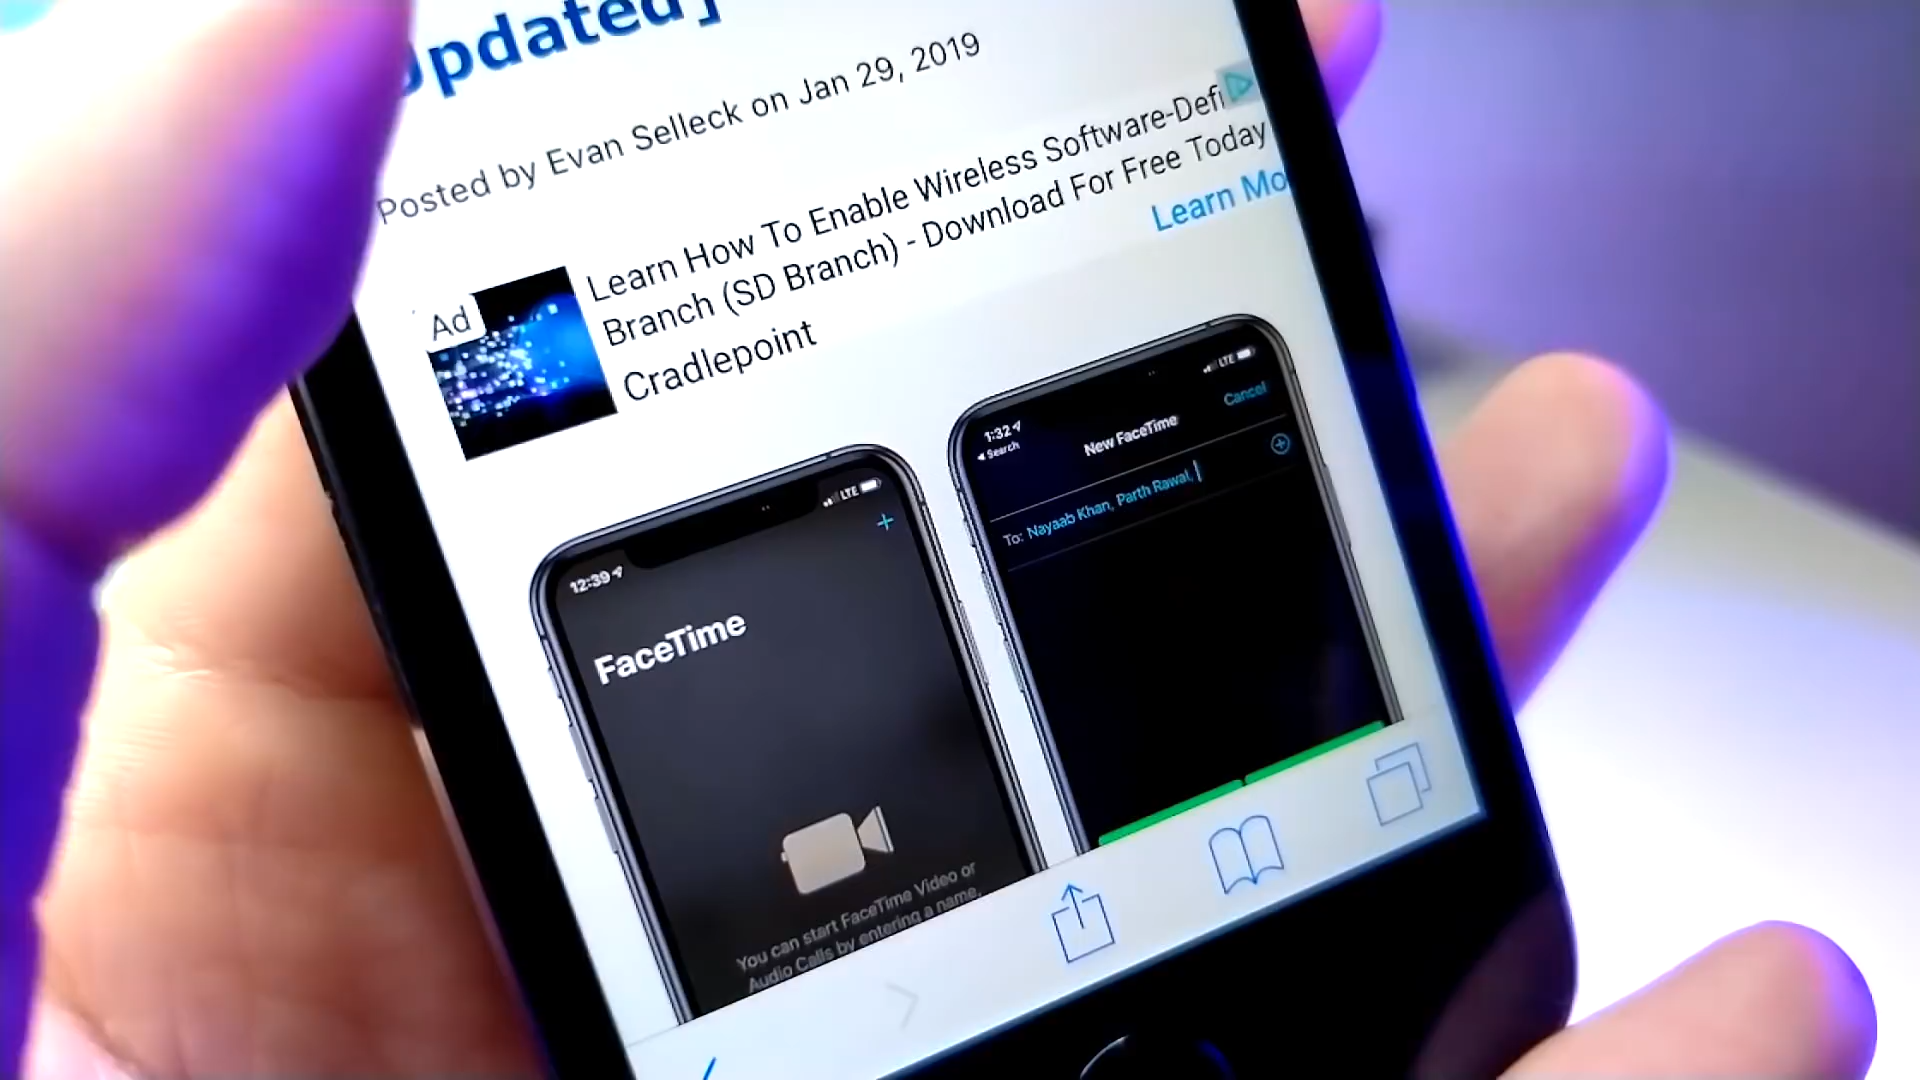 Updated]
Posted by Evan Selleck on Jan 29, 2019
Ad
Learn How To Enable Wireless Software-Defi
Branch (SD Branch) - Download For Free Today
Cradlepoint
Learn Mo
12:39
LTE
+
FaceTime
You can start FaceTime Video or
Audio Calls by entering a name,
1:32
LTE
Search
New FaceTime
Cancel
To: Nayaab Khan, Parth Rawal,